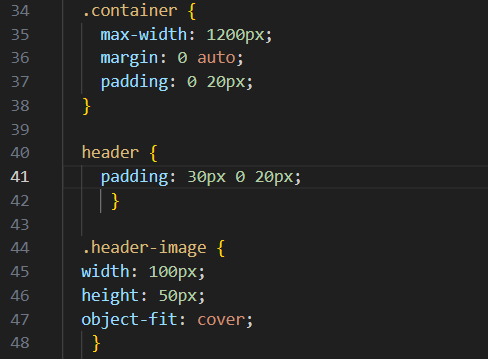 34 .container {
35 max-width: 1200px;
36 margin: 0 auto;
37 padding: 0 20px;
38 }
39
40 header {
41 padding: 30px 0 20px;
42 }
43
44 .header-image {
45 width: 100px;
46 height: 50px;
47 object-fit: cover;
48 }